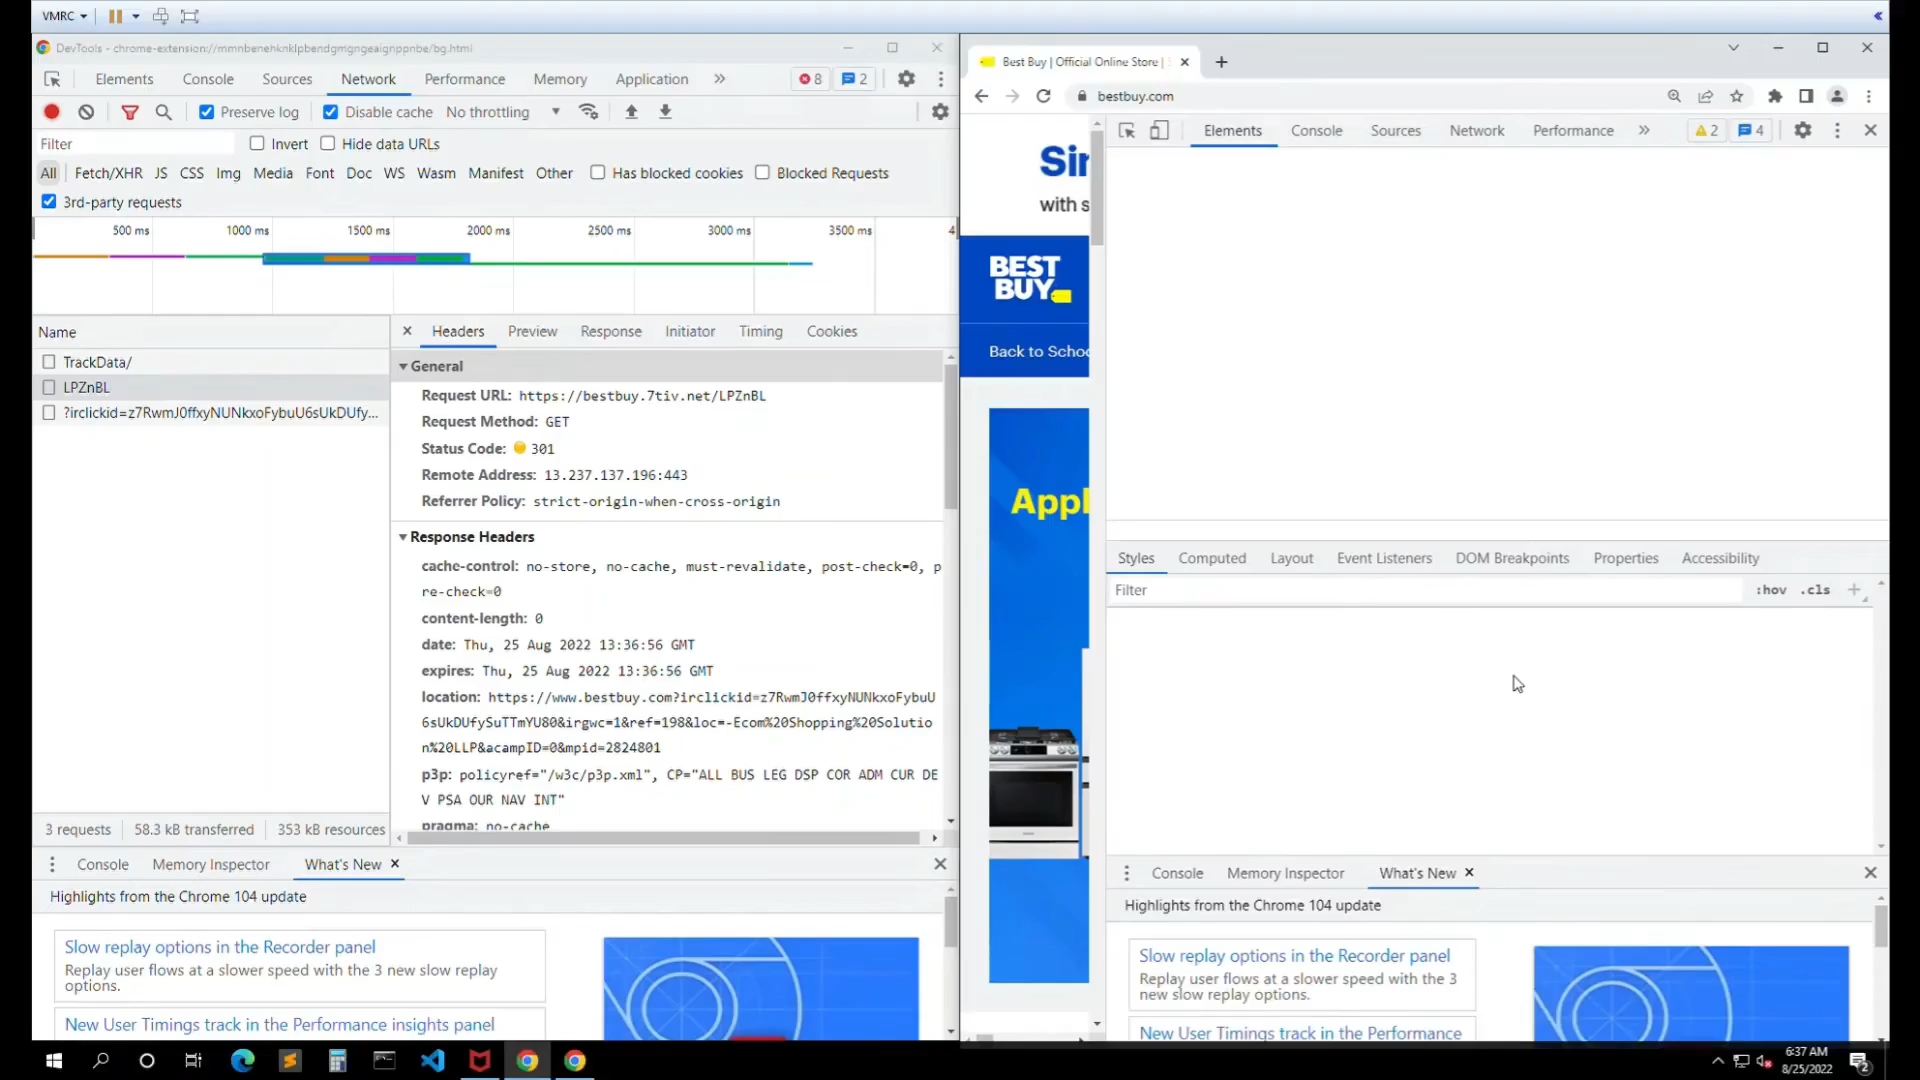 VMRC
DevTools - chrome-extension://mmnbenehknklpbendgmgngeaignppnbe/bg.html
Elements Console Sources Network Performance Memory Application » 8 2
Preserve log Disable cache No throttling
Filter Invert Hide data URLs
All Fetch/XHR JS CSS Img Media Font Doc WS Wasm Manifest Other Has blocked cookies Blocked Requests
3rd-party requests
500 ms 1000 ms 1500 ms 2000 ms 2500 ms 3000 ms 3500 ms 4
Name
TrackData/
LPZnBL
?irclickid=z7RwmJ0ffxyNUNkxoFybuU6sUkDUfy...
3 requests 58.3 kB transferred 353 kB resources
× Headers Preview Response Initiator Timing Cookies
General
Request URL: https://bestbuy.7tiv.net/LPZnBL
Request Method: GET
Status Code: 301
Remote Address: 13.237.137.196:443
Referrer Policy: strict-origin-when-cross-origin
Response Headers
cache-control: no-store, no-cache, must-revalidate, post-check=0, p
re-check=0
content-length: 0
date: Thu, 25 Aug 2022 13:36:56 GMT
expires: Thu, 25 Aug 2022 13:36:56 GMT
location: https://www.bestbuy.com?irclickid=z7RwmJ0ffxyNUNkxoFybuU
6sUkDUfySuTTmYU80&irgwc=1&ref=198&loc=-Ecom%20Shopping%20Solutio
n%20LLP&acampID=0&mpid=2824801
p3p: policyref="/w3c/p3p.xml", CP="ALL BUS LEG DSP COR ADM CUR DE
V PSA OUR NAV INT"
pragma: no-cache
Console Memory Inspector What's New ×
Highlights from the Chrome 104 update
Slow replay options in the Recorder panel
Replay user flows at a slower speed with the 3 new slow replay
options.
New User Timings track in the Performance insights panel
Best Buy | Official Online Store |
bestbuy.com
Sir
with s
BEST
BUY
Back to Schoo
Appl
Elements Console Sources Network Performance » 2 4
Styles Computed Layout Event Listeners DOM Breakpoints Properties Accessibility
Filter :hov .cls +
Console Memory Inspector What's New ×
Highlights from the Chrome 104 update
Slow replay options in the Recorder panel
Replay user flows at a slower speed with the 3
new slow replay options.
New User Timings track in the Performance
6:37 AM
8/25/2022
2